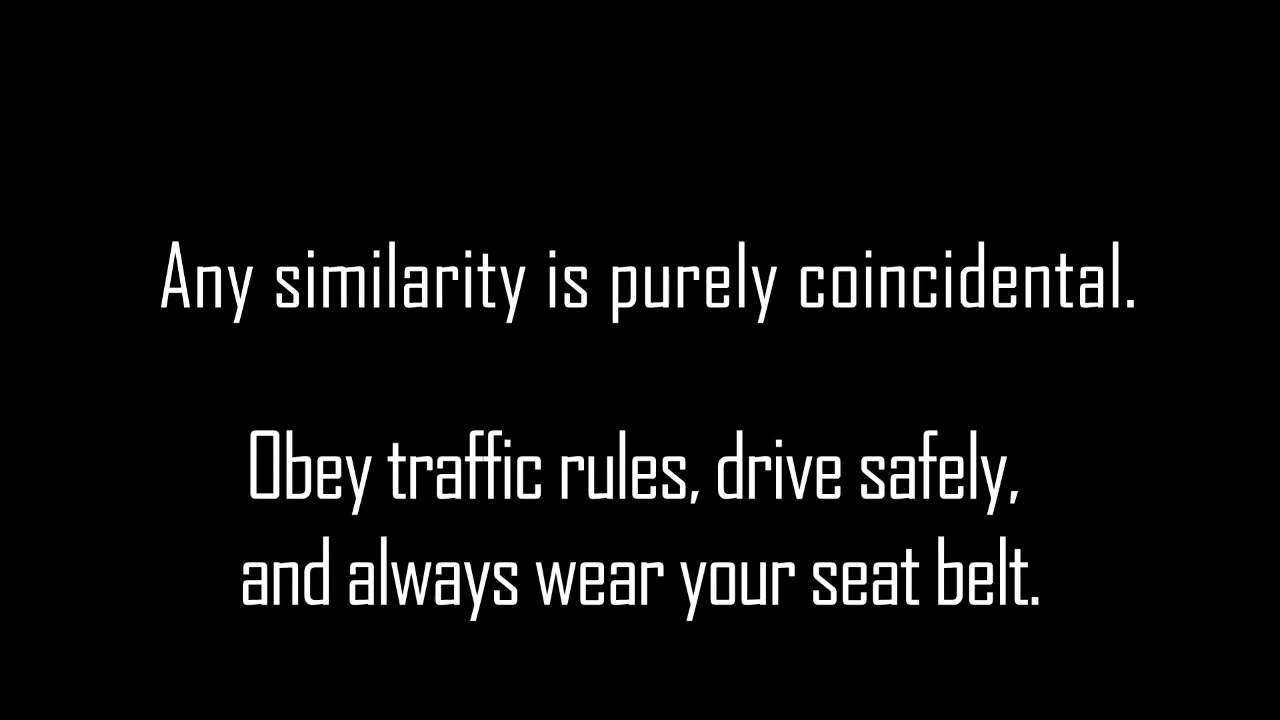 Any similarity is purely coincidental.
Obey traffic rules, drive safely,
and always wear your seat belt.